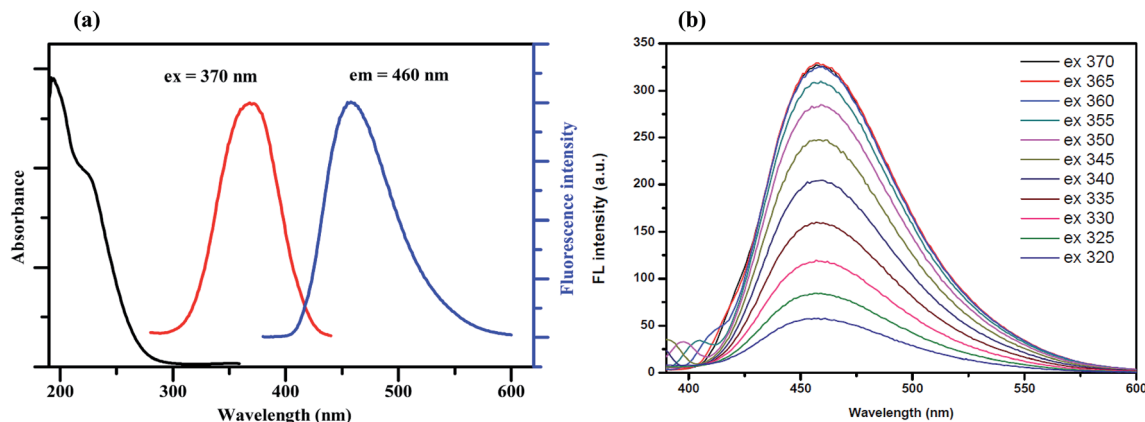 (a)
ex = 370 nm
em = 460 nm
Absorbance
Fluorescence intensity
200
300
400
500
600
Wavelength (nm)
(b)
350
300
250
200
150
100
50
0
FL intensity (a.u.)
ex 370
ex 365
ex 360
ex 355
ex 350
ex 345
ex 340
ex 335
ex 330
ex 325
ex 320
400
450
500
550
600
Wavelength (nm)